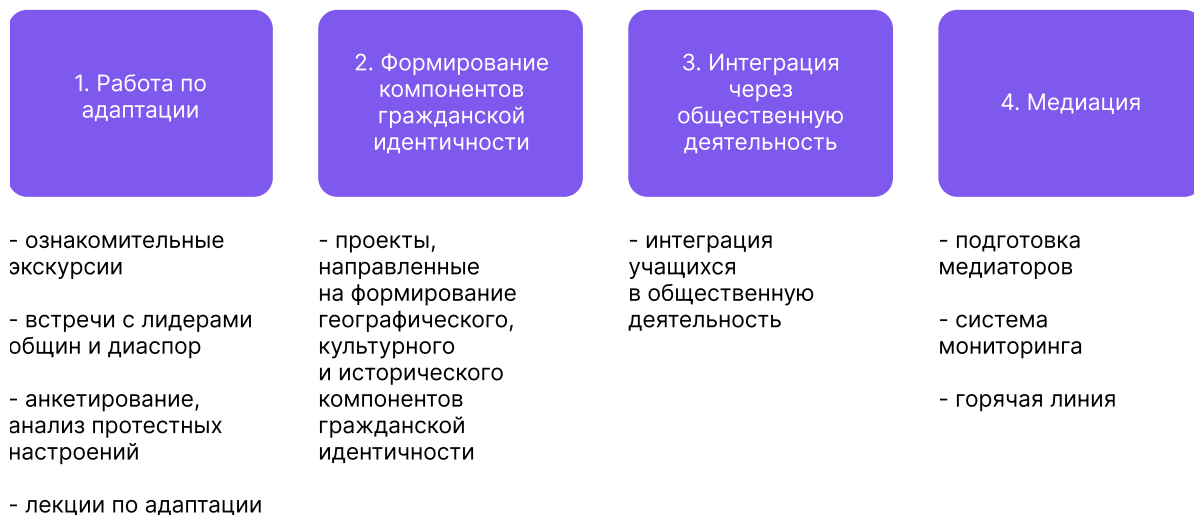 1. Работа по
адаптации
2. Формирование
компонентов
гражданской
идентичности
3. Интеграция
через
общественную
деятельность
4. Медиация
- ознакомительные
экскурсии
- встречи с лидерами
общин и диаспор
- анкетирование,
анализ протестных
настроений
- лекции по адаптации
- проекты,
направленные
на формирование
географического,
культурного
и исторического
компонентов
гражданской
идентичности
- интеграция
учащихся
в общественную
деятельность
- подготовка
медиаторов
- система
мониторинга
- горячая линия